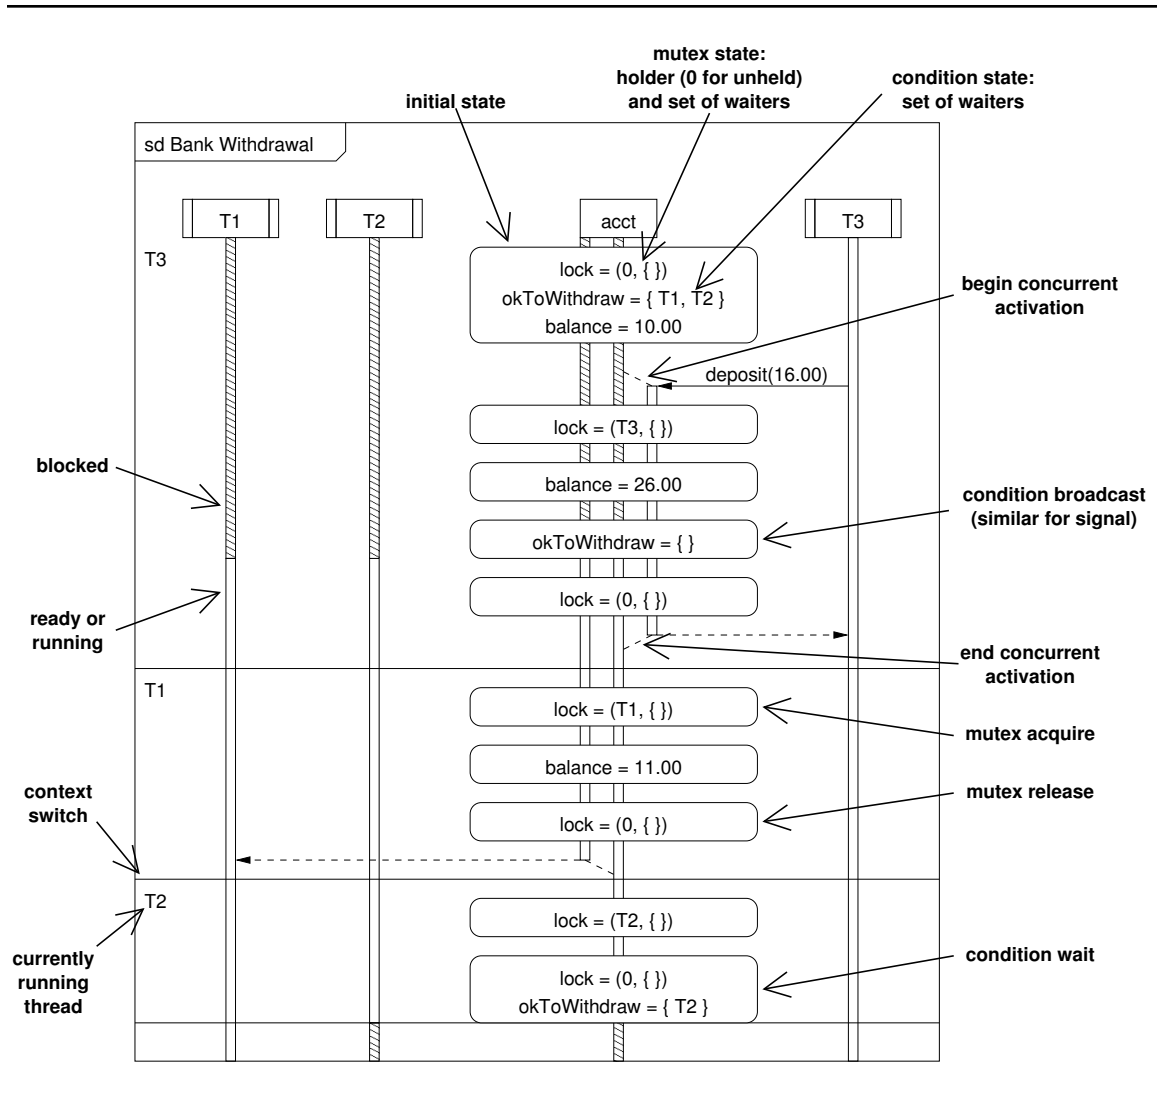 mutex state:
holder (0 for unheld)
and set of waiters
condition state:
set of waiters
initial state
sd Bank Withdrawal
T1
T2
acct
T3
T3
lock = (0, { })
okToWithdraw = { T1, T2 }
balance = 10.00
begin concurrent
activation
deposit(16.00)
lock = (T3, { })
blocked
balance = 26.00
condition broadcast
(similar for signal)
okToWithdraw = { }
ready or
running
lock = (0, { })
end concurrent
activation
T1
lock = (T1, { })
mutex acquire
balance = 11.00
context
switch
mutex release
lock = (0, { })
T2
lock = (T2, { })
currently
running
thread
condition wait
lock = (0, { })
okToWithdraw = { T2 }